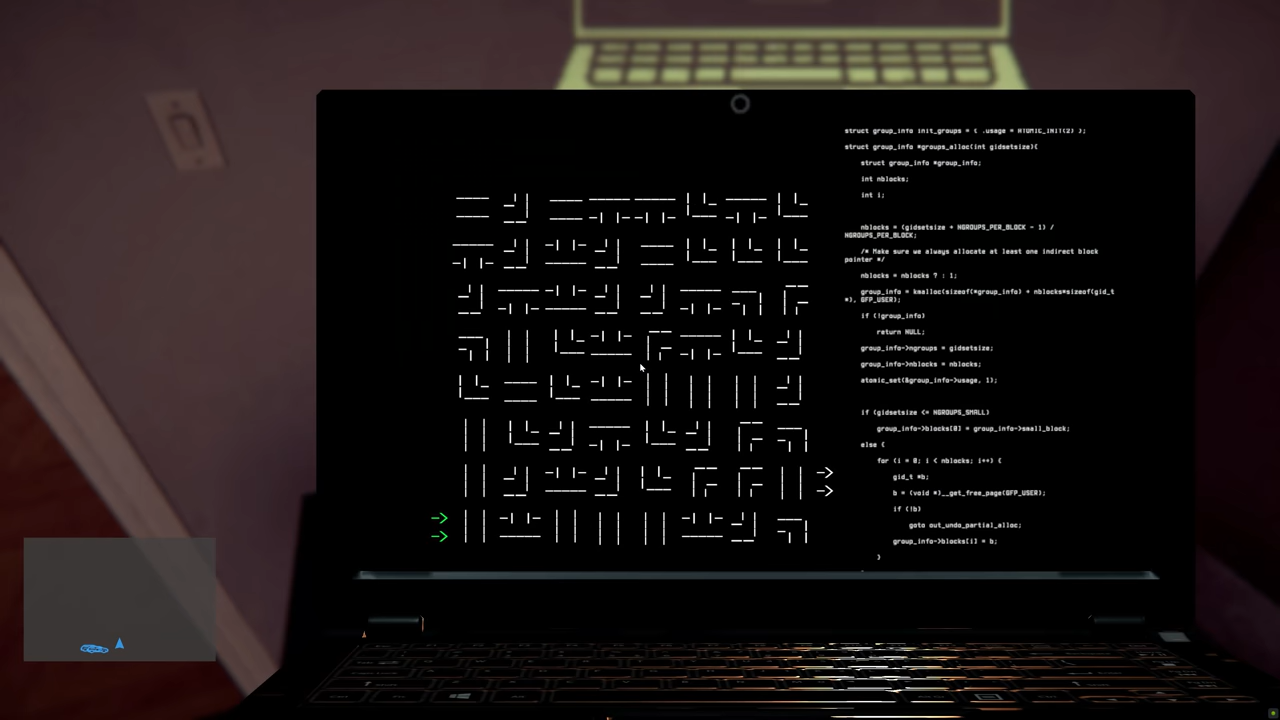 struct group_info init_groups = { .usage = ATOMIC_INIT(2) };
struct group_info *groups_alloc(int gidsetsize){
struct group_info *group_info;
int nblocks;
int i;
nblocks = (gidsetsize + NGROUPS_PER_BLOCK - 1) /
NGROUPS_PER_BLOCK;
/* Make sure we always allocate at least one indirect block
pointer */
nblocks = nblocks ? : 1;
group_info = kmalloc(sizeof(*group_info) + nblocks*sizeof(gid_t
*), GFP_USER);
if (!group_info)
return NULL;
group_info->ngroups = gidsetsize;
group_info->nblocks = nblocks;
atomic_set(&group_info->usage, 1);
if (gidsetsize <= NGROUPS_SMALL)
group_info->blocks[0] = group_info->small_block;
else {
for (i = 0; i < nblocks; i++) {
gid_t *b;
b = (void *)__get_free_page(GFP_USER);
if (!b)
goto out_undo_partial_alloc;
group_info->blocks[i] = b;
}